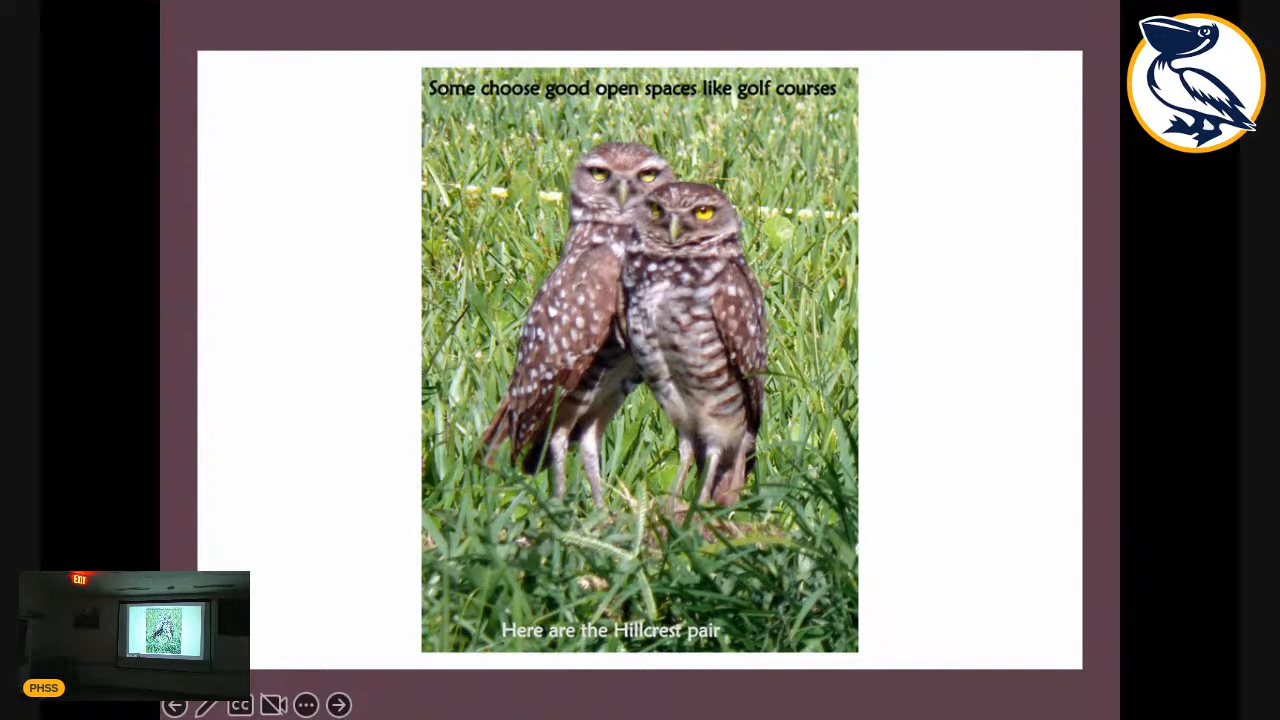 Some choose good open spaces like golf courses
Here are the Hillcrest pair
EXIT
PHSS
CC